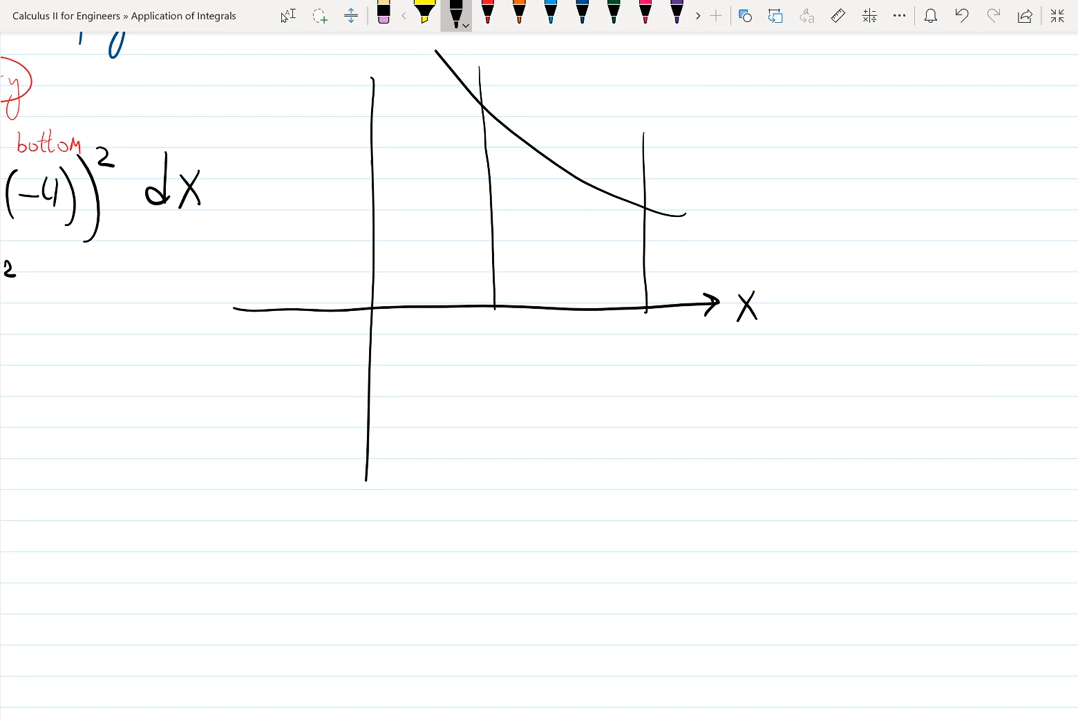 Calculus II for Engineers » Application of Integrals
y
bottom
(-4))² dx
2
X